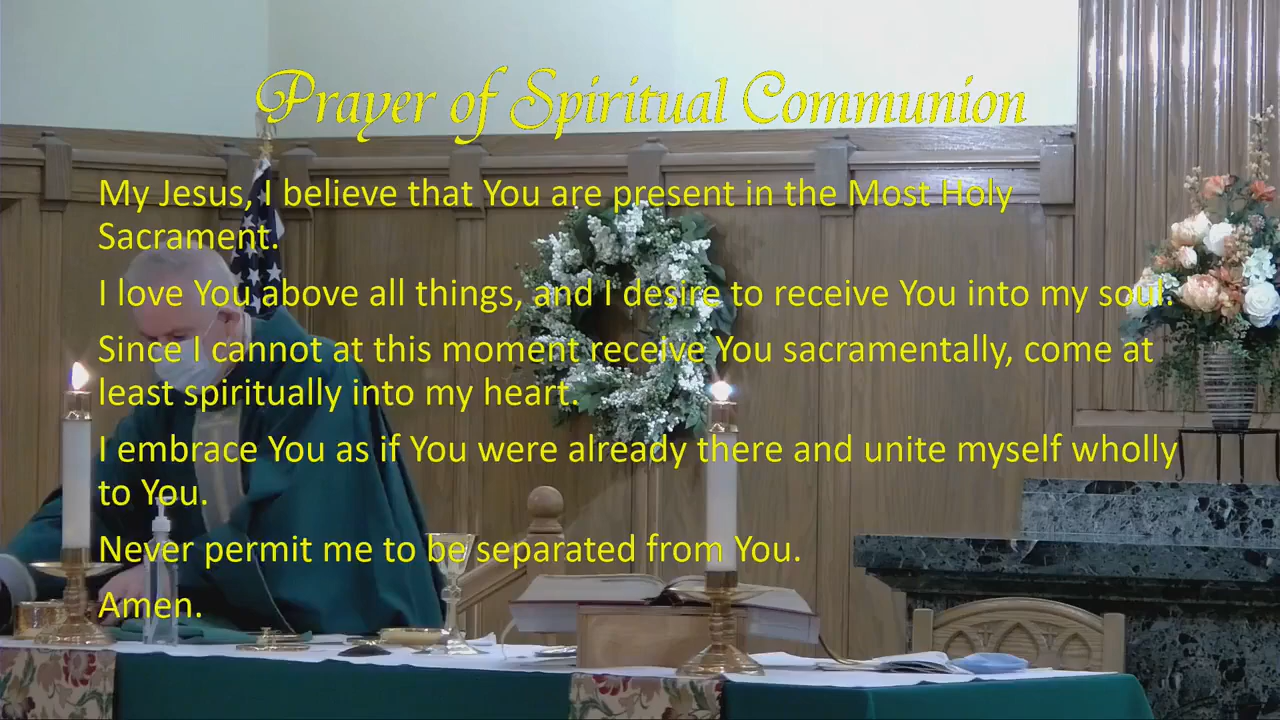 Prayer of Spiritual Communion
My Jesus, I believe that You are present in the Most Holy
Sacrament.
I love You above all things, and I desire to receive You into my soul.
Since I cannot at this moment receive You sacramentally, come at
least spiritually into my heart.
I embrace You as if You were already there and unite myself wholly
to You.
Never permit me to be separated from You.
Amen.